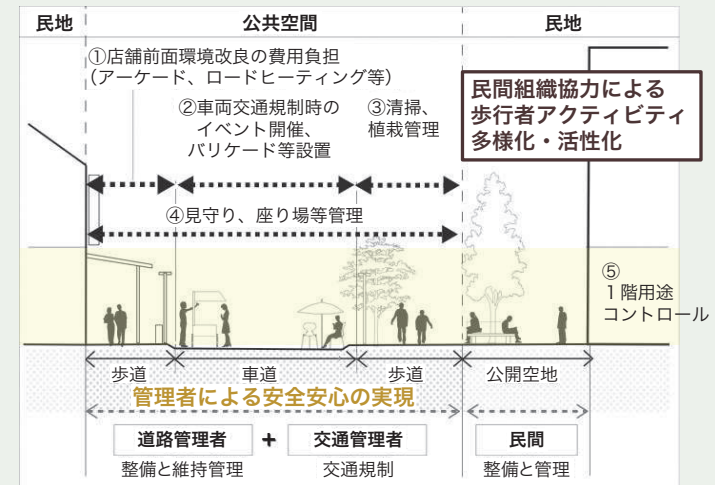 民地
公共空間
民地
①店舗前面環境改良の費用負担
（アーケード、ロードヒーティング等）
②車両交通規制時の
イベント開催、
バリケード等設置
③清掃、
植栽管理
民間組織協力による
歩行者アクティビティ
多様化・活性化
④見守り、座り場等管理
⑤
１階用途
コントロール
歩道
車道
歩道
公開空地
管理者による安全安心の実現
道路管理者
+
交通管理者
民間
整備と維持管理
交通規制
整備と管理